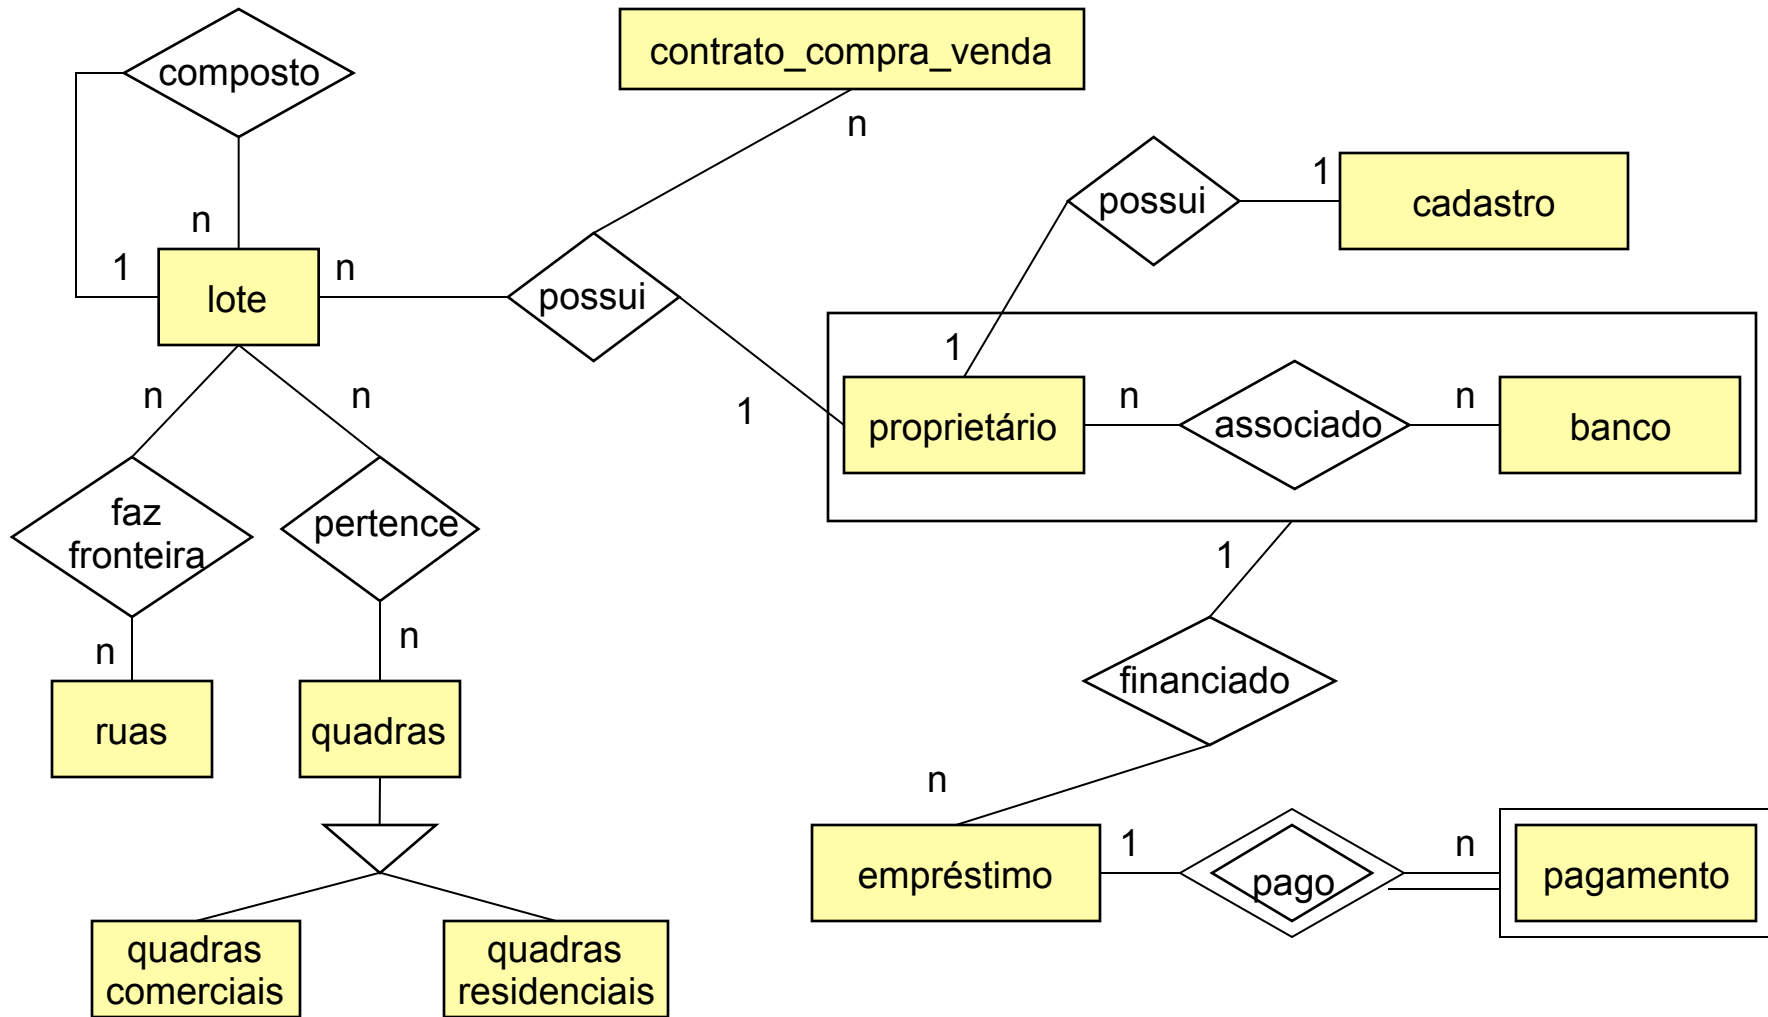 composto
contrato_compra_venda
n
possui
1
cadastro
n
1
lote
n
possui
1
1
proprietário
n
associado
n
banco
n
n
faz
fronteira
pertence
1
n
n
ruas
quadras
financiado
n
empréstimo
1
pago
n
pagamento
quadras
comerciais
quadras
residenciais